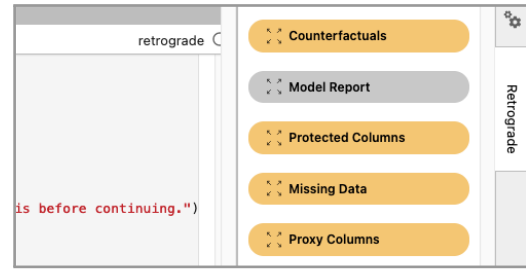 retrograde
Counterfactuals
Model Report
Protected Columns
Missing Data
Proxy Columns
is before continuing.")
Retrograde